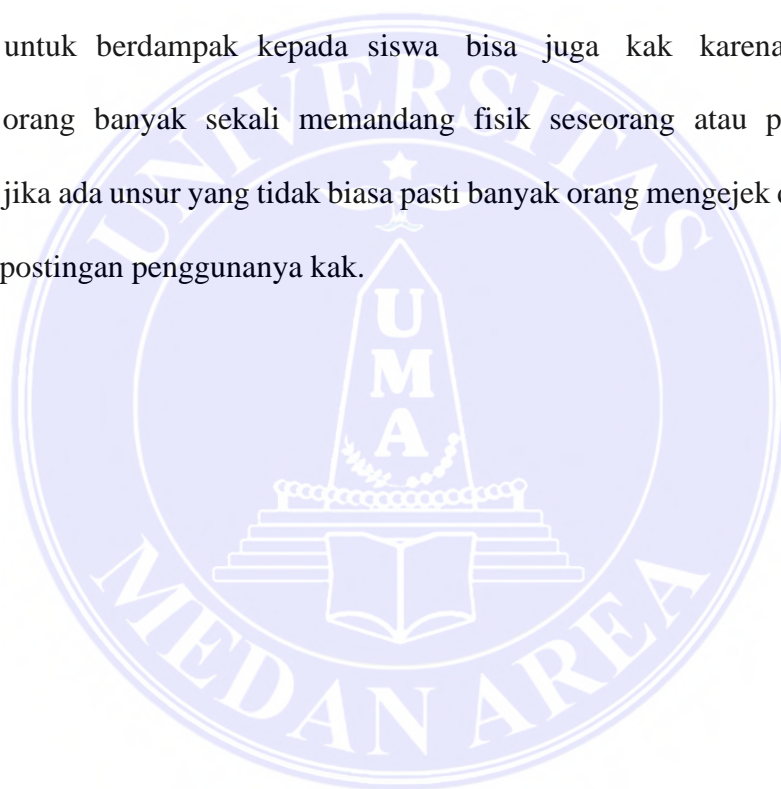 untuk berdampak kepada siswa bisa juga kak karena
orang banyak sekali memandang fisik seseorang atau
jika ada unsur yang tidak biasa pasti banyak orang mengejek
postingan penggunanya kak.
UNIVERSITAS
U
M
A
MEDAN AREA